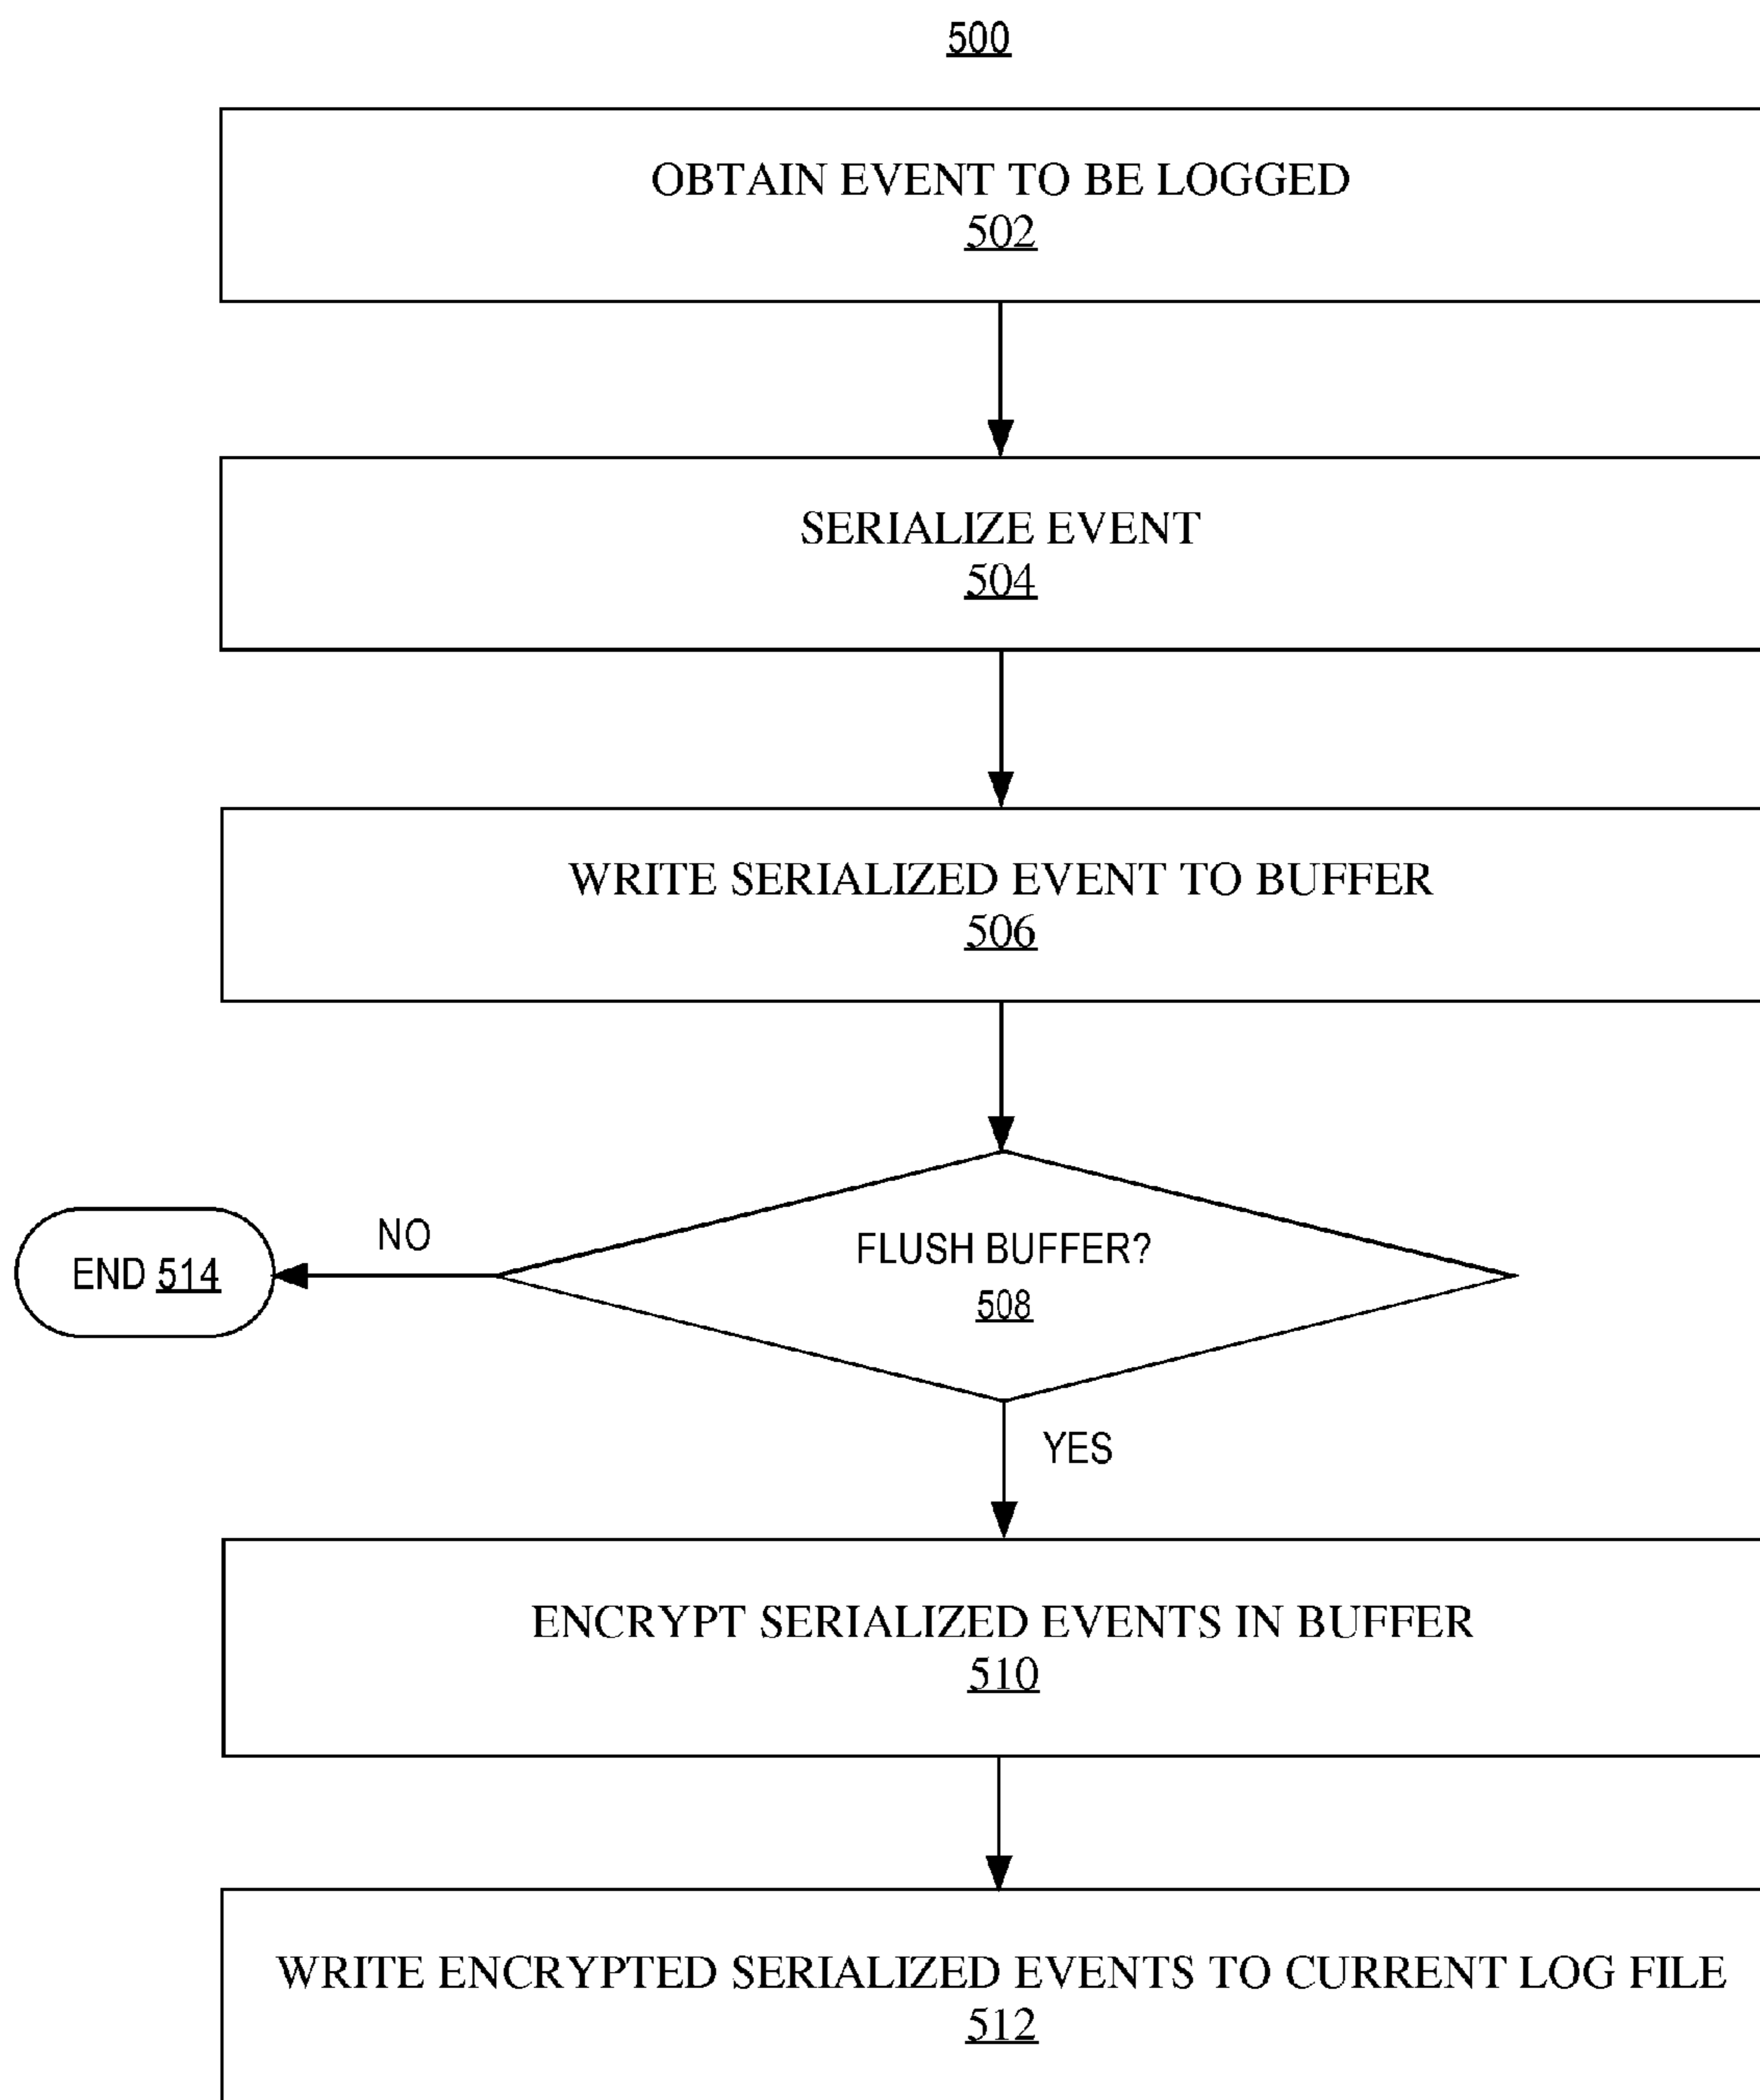 500
OBTAIN EVENT TO BE LOGGED
502
SERIALIZE EVENT
504
WRITE SERIALIZED EVENT TO BUFFER
506
FLUSH BUFFER?
508
NO
END 514
YES
ENCRYPT SERIALIZED EVENTS IN BUFFER
510
WRITE ENCRYPTED SERIALIZED EVENTS TO CURRENT LOG FILE
512